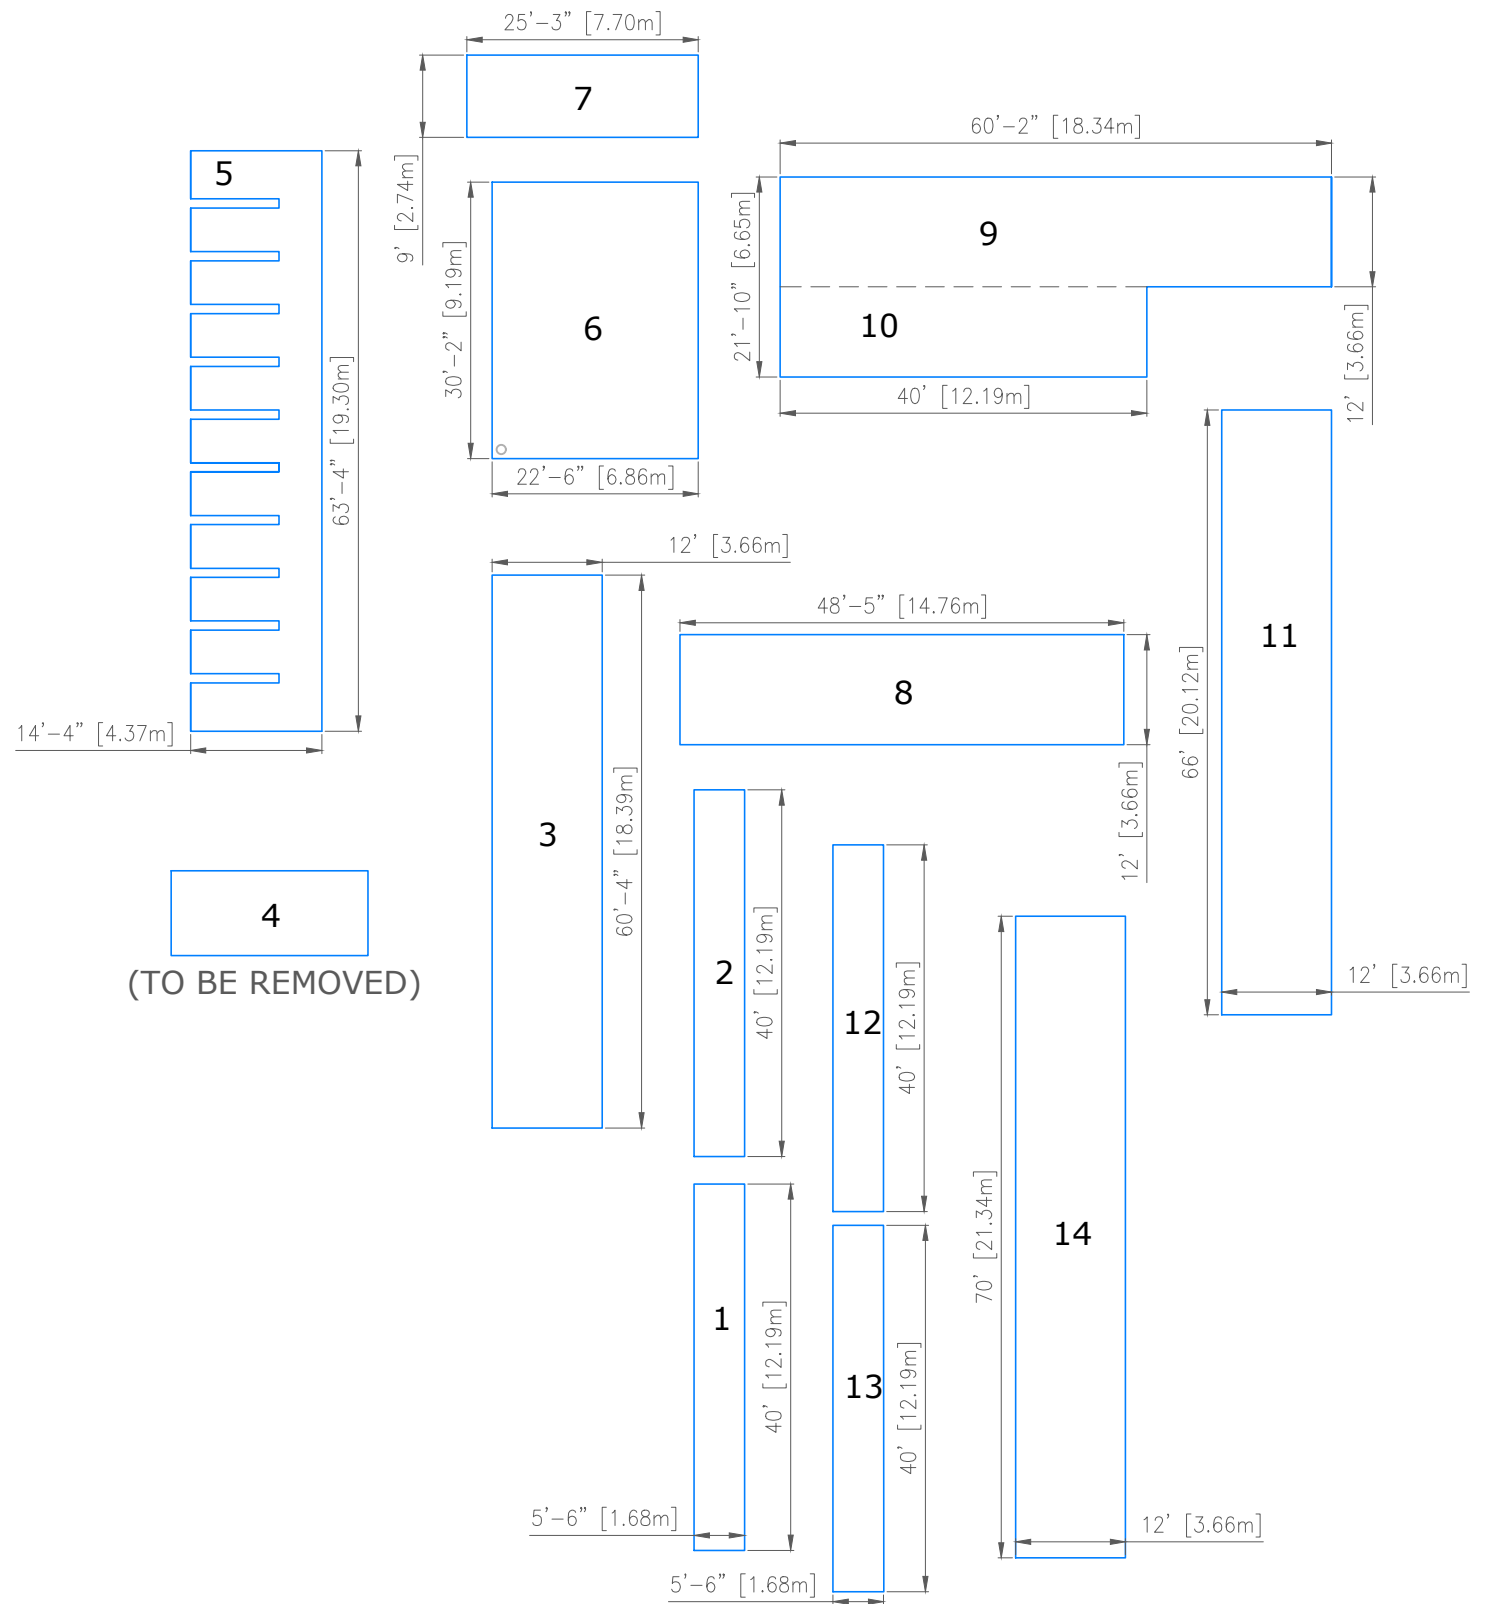 25'-3" [7.70m]
7
9' [2.74m]
60'-2" [18.34m]
5
9
21'-10" [6.65m]
12' [3.66m]
10
40' [12.19m]
6
30'-2" [9.19m]
22'-6" [6.86m]
63'-4" [19.30m]
14'-4" [4.37m]
12' [3.66m]
48'-5" [14.76m]
8
12' [3.66m]
11
66' [20.12m]
12' [3.66m]
3
60'-4" [18.39m]
4
(TO BE REMOVED)
2
40' [12.19m]
12
40' [12.19m]
14
70' [21.34m]
12' [3.66m]
1
40' [12.19m]
5'-6" [1.68m]
13
40' [12.19m]
5'-6" [1.68m]